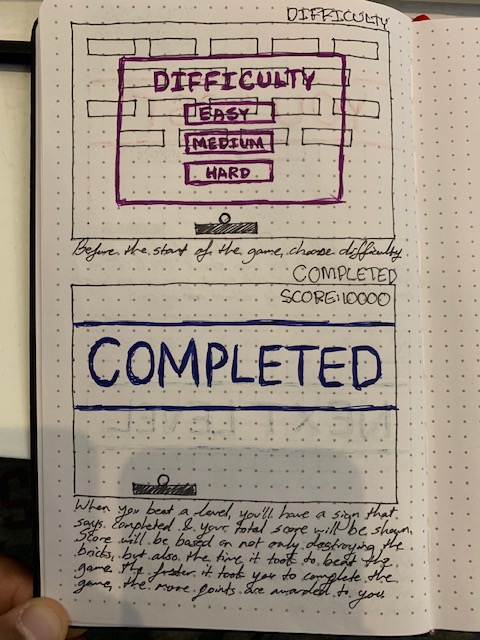 DIFFICULTY
DIFFICULTY
EASY
MEDIUM
HARD
Before the start of the game, choose difficulty
COMPLETED
SCORE:10000
COMPLETED
NEXT LEVEL
When you beat a level, you'll have a sign that
says completed & your total score will be shown.
Score will be based on not only destroying the
bricks, but also the time it took to beat the
game. The faster it took you to complete the
game, the more points are awarded to you